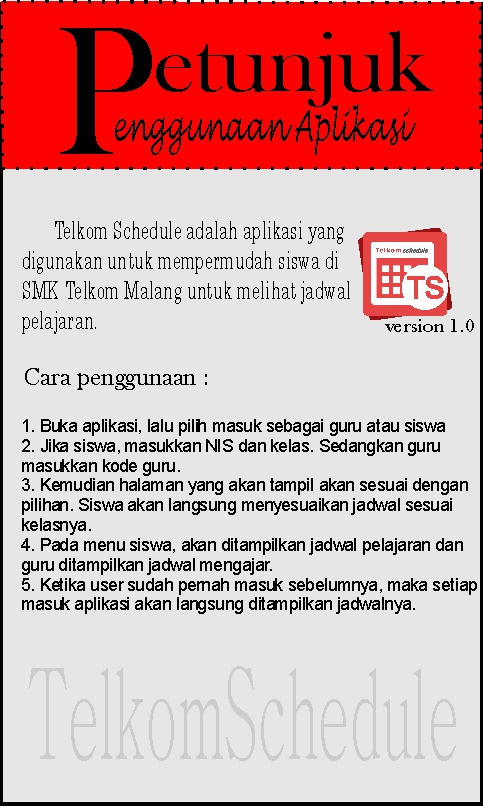 Petunjuk
Penggunaan Aplikasi
Telkom Schedule adalah aplikasi yang
digunakan untuk mempermudah siswa di
SMK Telkom Malang untuk melihat jadwal
pelajaran.
Telkom schedule
TS
version 1.0
Cara penggunaan :
1. Buka aplikasi, lalu pilih masuk sebagai guru atau siswa
2. Jika siswa, masukkan NIS dan kelas. Sedangkan guru
masukkan kode guru.
3. Kemudian halaman yang akan tampil akan sesuai dengan
pilihan. Siswa akan langsung menyesuaikan jadwal sesuai
kelasnya.
4. Pada menu siswa, akan ditampilkan jadwal pelajaran dan
guru ditampilkan jadwal mengajar.
5. Ketika user sudah pernah masuk sebelumnya, maka setiap
masuk aplikasi akan langsung ditampilkan jadwalnya.
TelkomSchedule